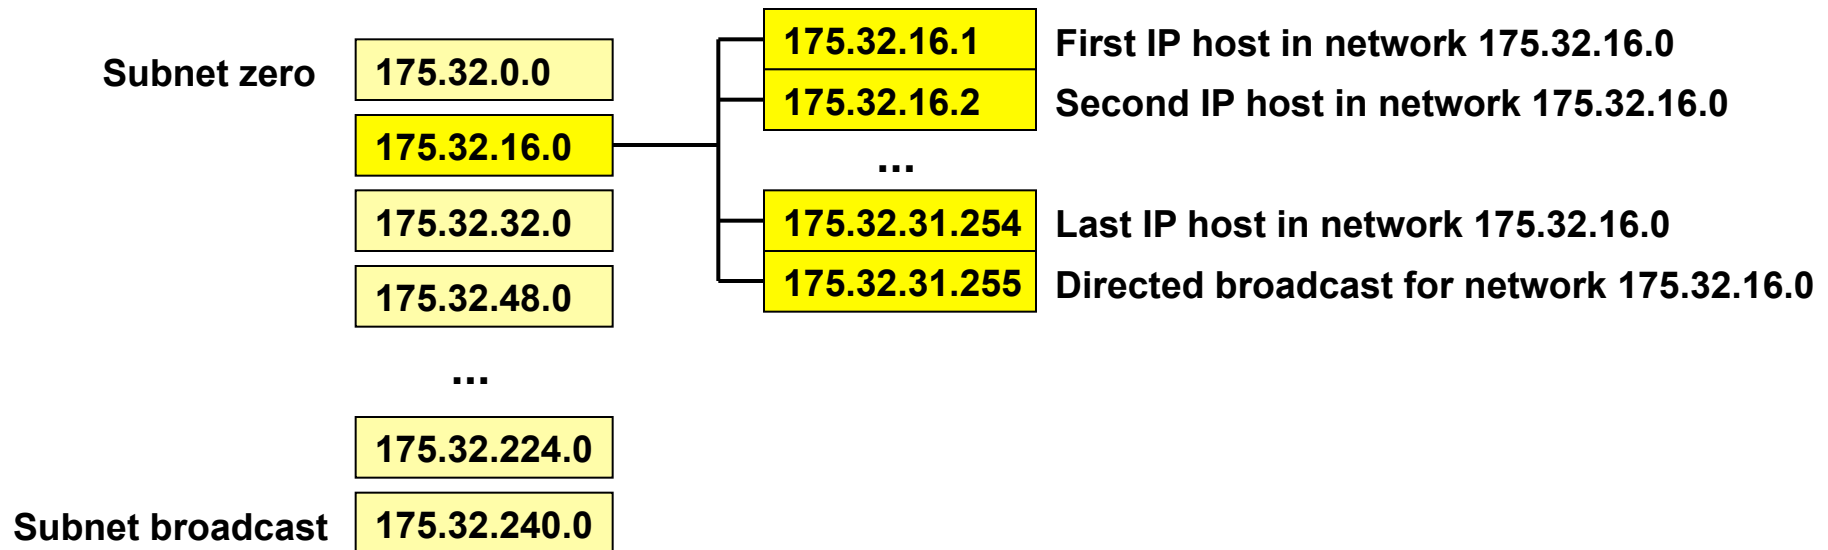 Subnet zero
175.32.0.0
175.32.16.0
175.32.32.0
175.32.48.0
...
175.32.224.0
Subnet broadcast
175.32.240.0
175.32.16.1
First IP host in network 175.32.16.0
175.32.16.2
Second IP host in network 175.32.16.0
...
175.32.31.254
Last IP host in network 175.32.16.0
175.32.31.255
Directed broadcast for network 175.32.16.0